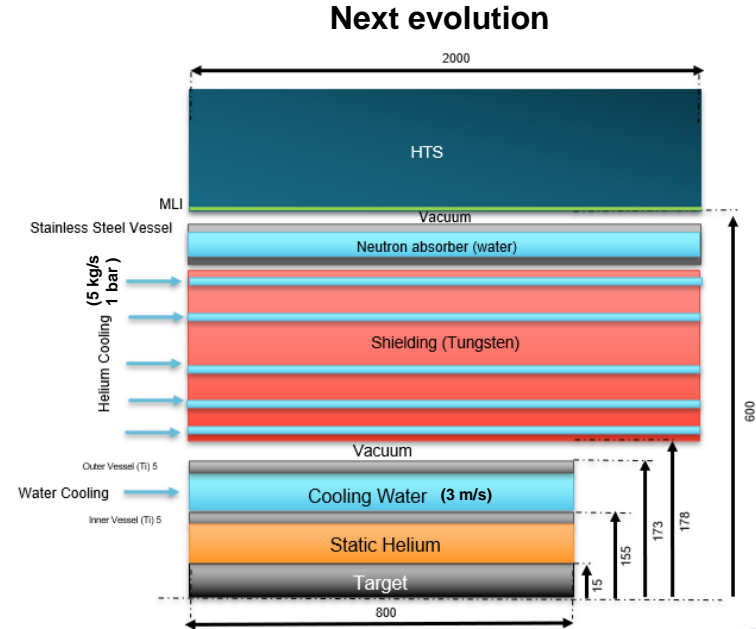 Next evolution
2000
HTS
MLI
Vacuum
Stainless Steel Vessel
Neutron absorber (water)
(5 kg/s
1 bar )
Helium Cooling
Shielding (Tungsten)
600
Vacuum
Outer Vessel (Ti) 5
Water Cooling
Cooling Water (3 m/s)
Inner Vessel (Ti) 5
Static Helium
Target
15
155
173
178
800